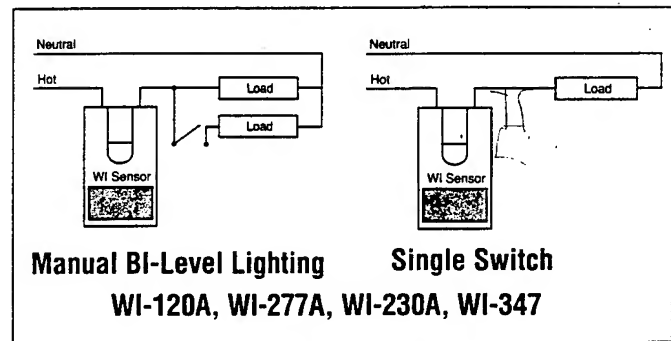 Neutral
Hot
Load
Load
WI Sensor
Manual BI-Level Lighting
Neutral
Hot
Load
WI Sensor
Single Switch
WI-120A, WI-277A, WI-230A, WI-347